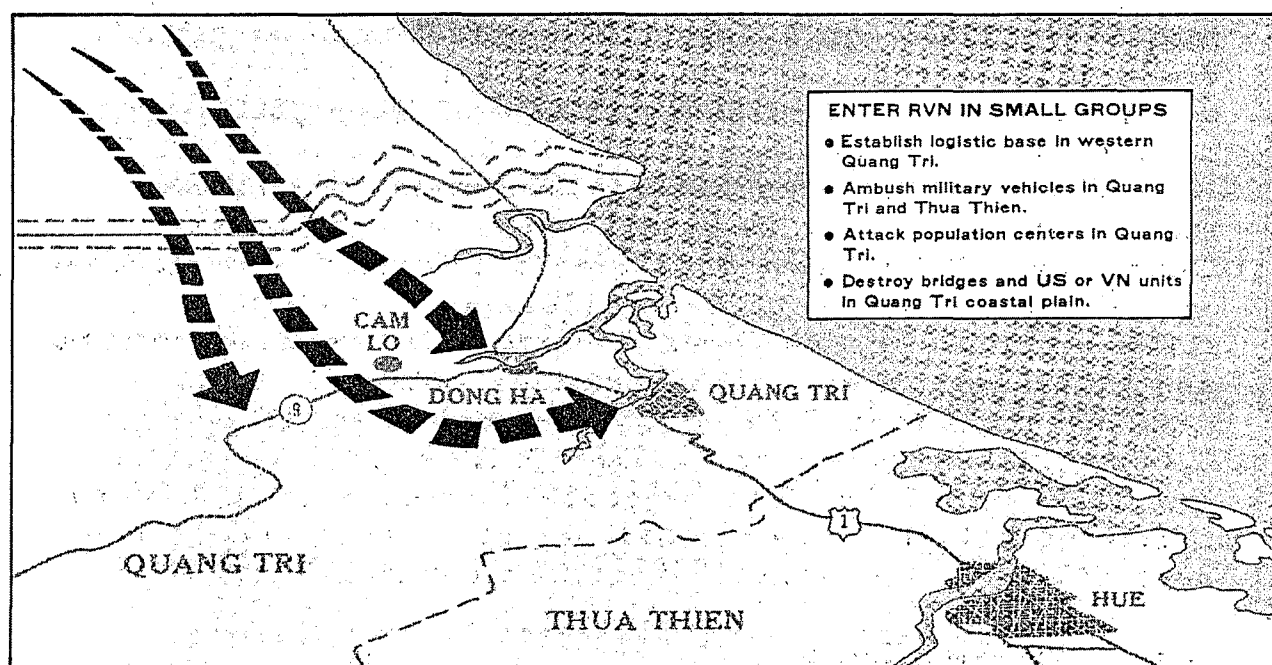 ENTER RVN IN SMALL GROUPS
• Establish logistic base in western
Quang Tri.
• Ambush military vehicles in Quang
Tri and Thua Thien.
• Attack population centers in Quang
Tri.
• Destroy bridges and US or VN units
in Quang Tri coastal plain.
CAM
LO
DONG HA
QUANG TRI
9
1
QUANG TRI
THUA THIEN
HUE